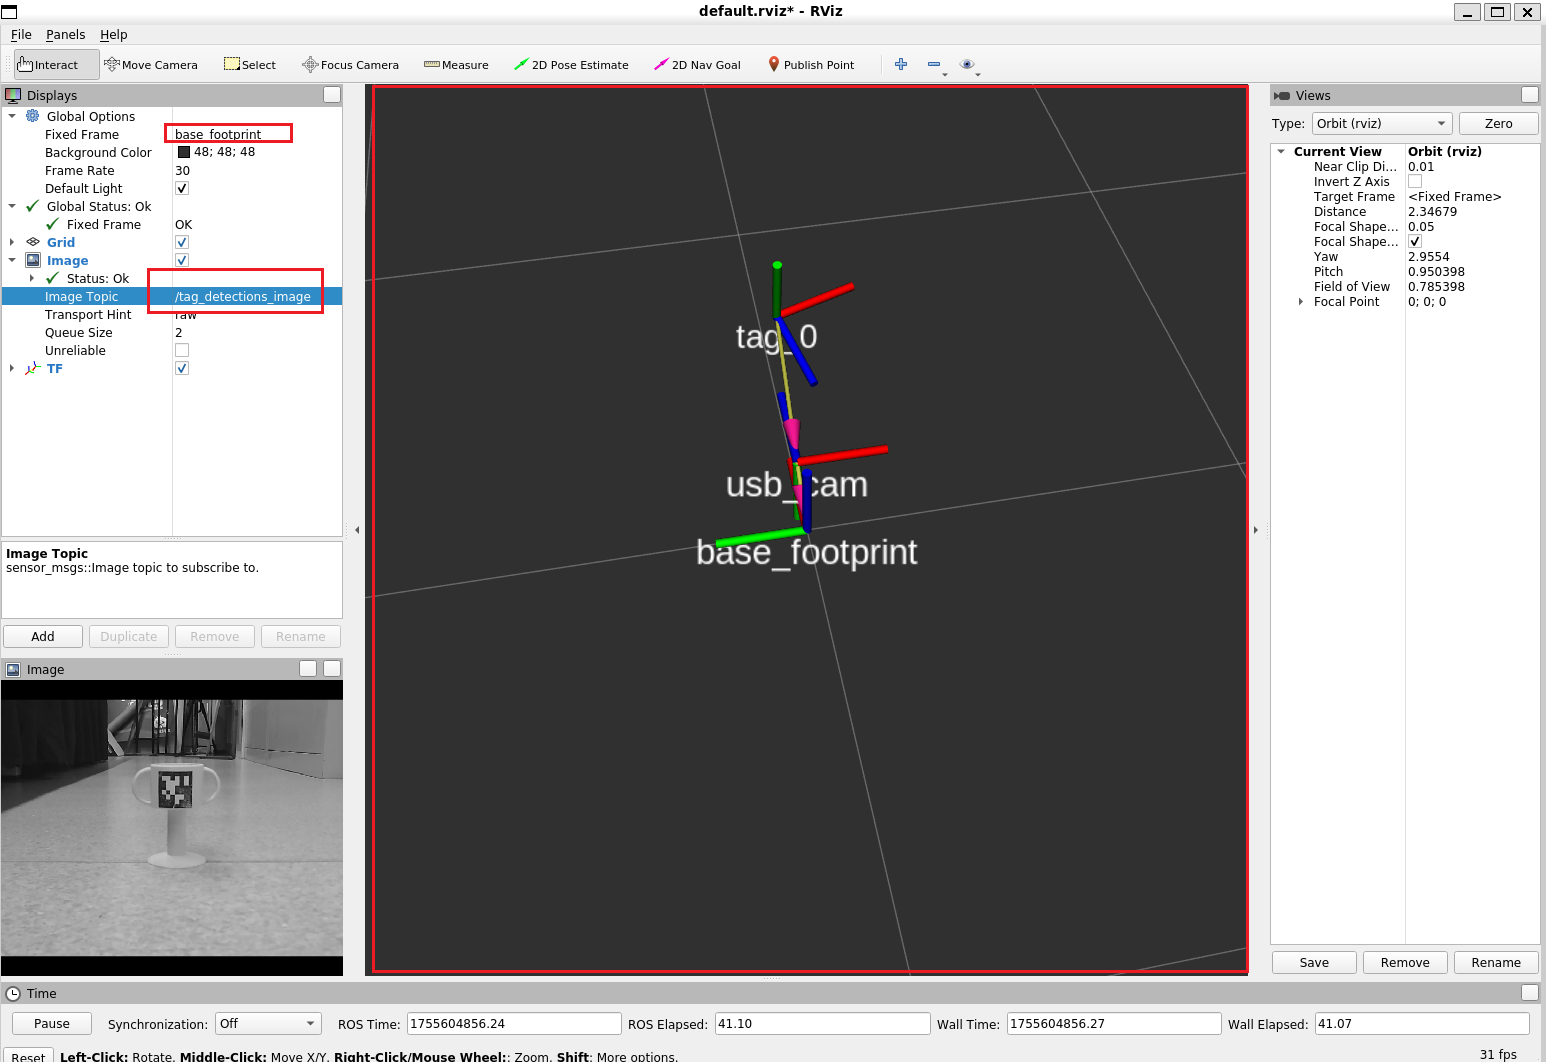 default.rviz* - RViz
File Panels Help
Interact Move Camera Select Focus Camera Measure 2D Pose Estimate 2D Nav Goal Publish Point
Displays
Global Options
Fixed Frame base_footprint
Background Color 48; 48; 48
Frame Rate 30
Default Light
Global Status: Ok
Fixed Frame OK
Grid
Image
Status: Ok
Image Topic /tag_detections_image
Transport Hint raw
Queue Size 2
Unreliable
TF
Image Topic
sensor_msgs::Image topic to subscribe to.
Add Duplicate Remove Rename
Image
tag_0
usb_cam
base_footprint
Views
Type: Orbit (rviz) Zero
Current View Orbit (rviz)
Near Clip Di... 0.01
Invert Z Axis
Target Frame <Fixed Frame>
Distance 2.34679
Focal Shape... 0.05
Focal Shape...
Yaw 2.9554
Pitch 0.950398
Field of View 0.785398
Focal Point 0; 0; 0
Save Remove Rename
Time
Pause Synchronization: Off ROS Time: 1755604856.24 ROS Elapsed: 41.10 Wall Time: 1755604856.27 Wall Elapsed: 41.07
Reset Left-Click: Rotate. Middle-Click: Move X/Y. Right-Click/Mouse Wheel:: Zoom. Shift: More options. 31 fps